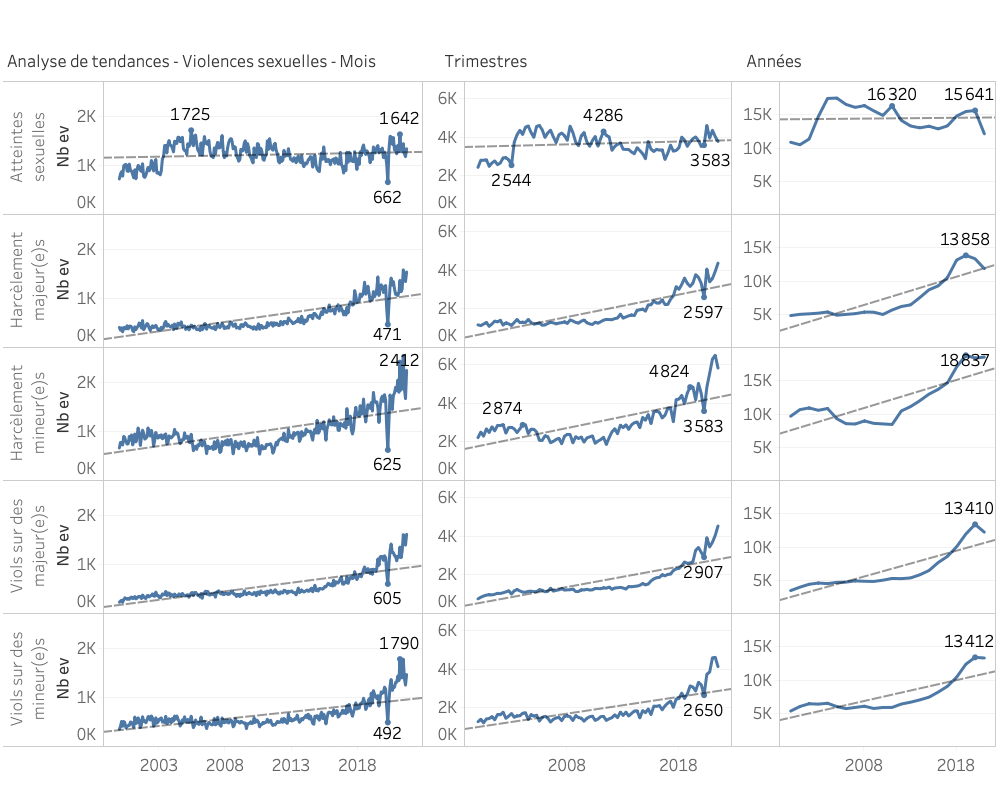 Analyse de tendances - Violences sexuelles - Mois
Trimestres
Années
Atteintes
sexuelles
Nb ev
2K
1K
0K
1725
1642
662
6K
4K
2K
0K
4286
2544
3583
15K
10K
5K
16320
15641
Harcèlement
majeur(e)s
Nb ev
2K
1K
0K
471
6K
4K
2K
0K
2597
15K
10K
5K
13858
Harcèlement
mineur(e)s
Nb ev
2K
1K
0K
2412
625
6K
4K
2K
0K
2874
4824
3583
15K
10K
5K
18837
Viols sur des
majeur(e)s
Nb ev
2K
1K
0K
605
6K
4K
2K
0K
2907
15K
10K
5K
13410
Viols sur des
mineur(e)s
Nb ev
2K
1K
0K
1790
492
6K
4K
2K
0K
2650
15K
10K
5K
13412
2003 2008 2013 2018
2008 2018
2008 2018